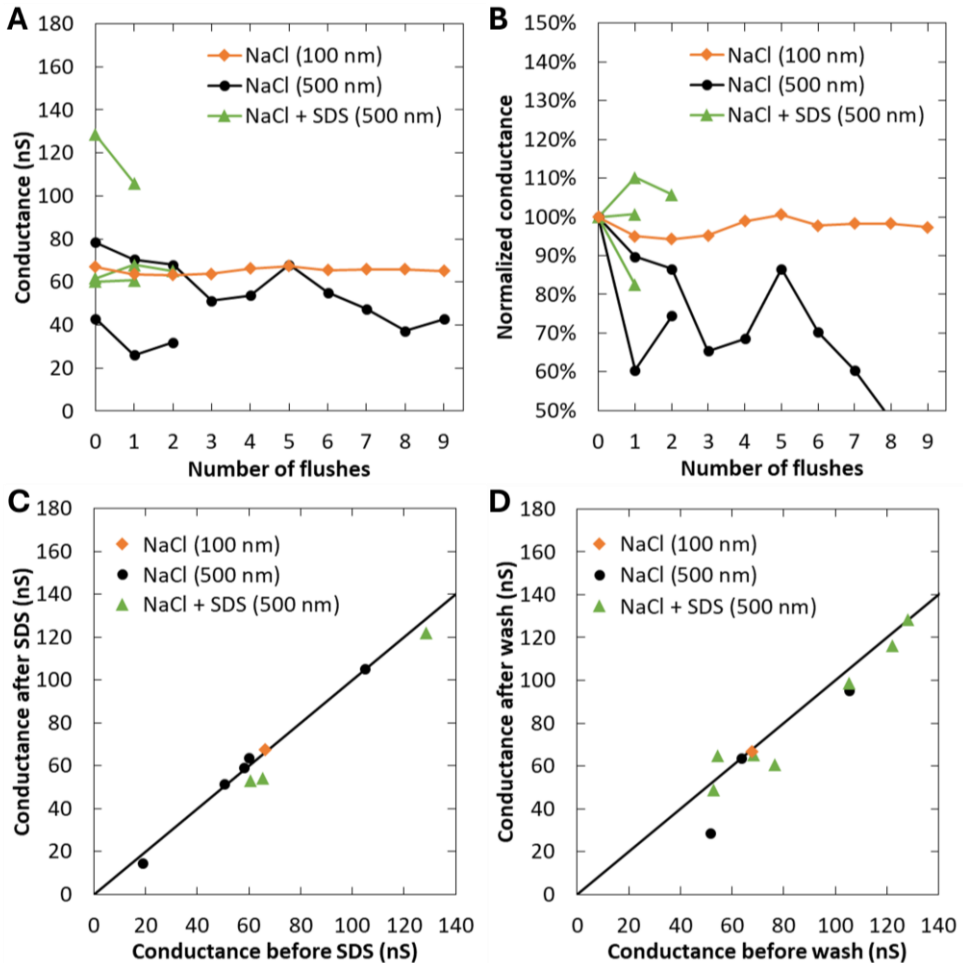 A
Conductance (nS)
180
160
140
120
100
80
60
40
20
0
NaCl (100 nm)
NaCl (500 nm)
NaCl + SDS (500 nm)
0 1 2 3 4 5 6 7 8 9
Number of flushes
B
Normalized conductance
150%
140%
130%
120%
110%
100%
90%
80%
70%
60%
50%
NaCl (100 nm)
NaCl (500 nm)
NaCl + SDS (500 nm)
0 1 2 3 4 5 6 7 8 9
Number of flushes
C
Conductance after SDS (nS)
180
160
140
120
100
80
60
40
20
0
NaCl (100 nm)
NaCl (500 nm)
NaCl + SDS (500 nm)
0 20 40 60 80 100 120 140
Conductance before SDS (nS)
D
Conductance after wash (nS)
180
160
140
120
100
80
60
40
20
0
NaCl (100 nm)
NaCl (500 nm)
NaCl + SDS (500 nm)
0 20 40 60 80 100 120 140
Conductance before wash (nS)